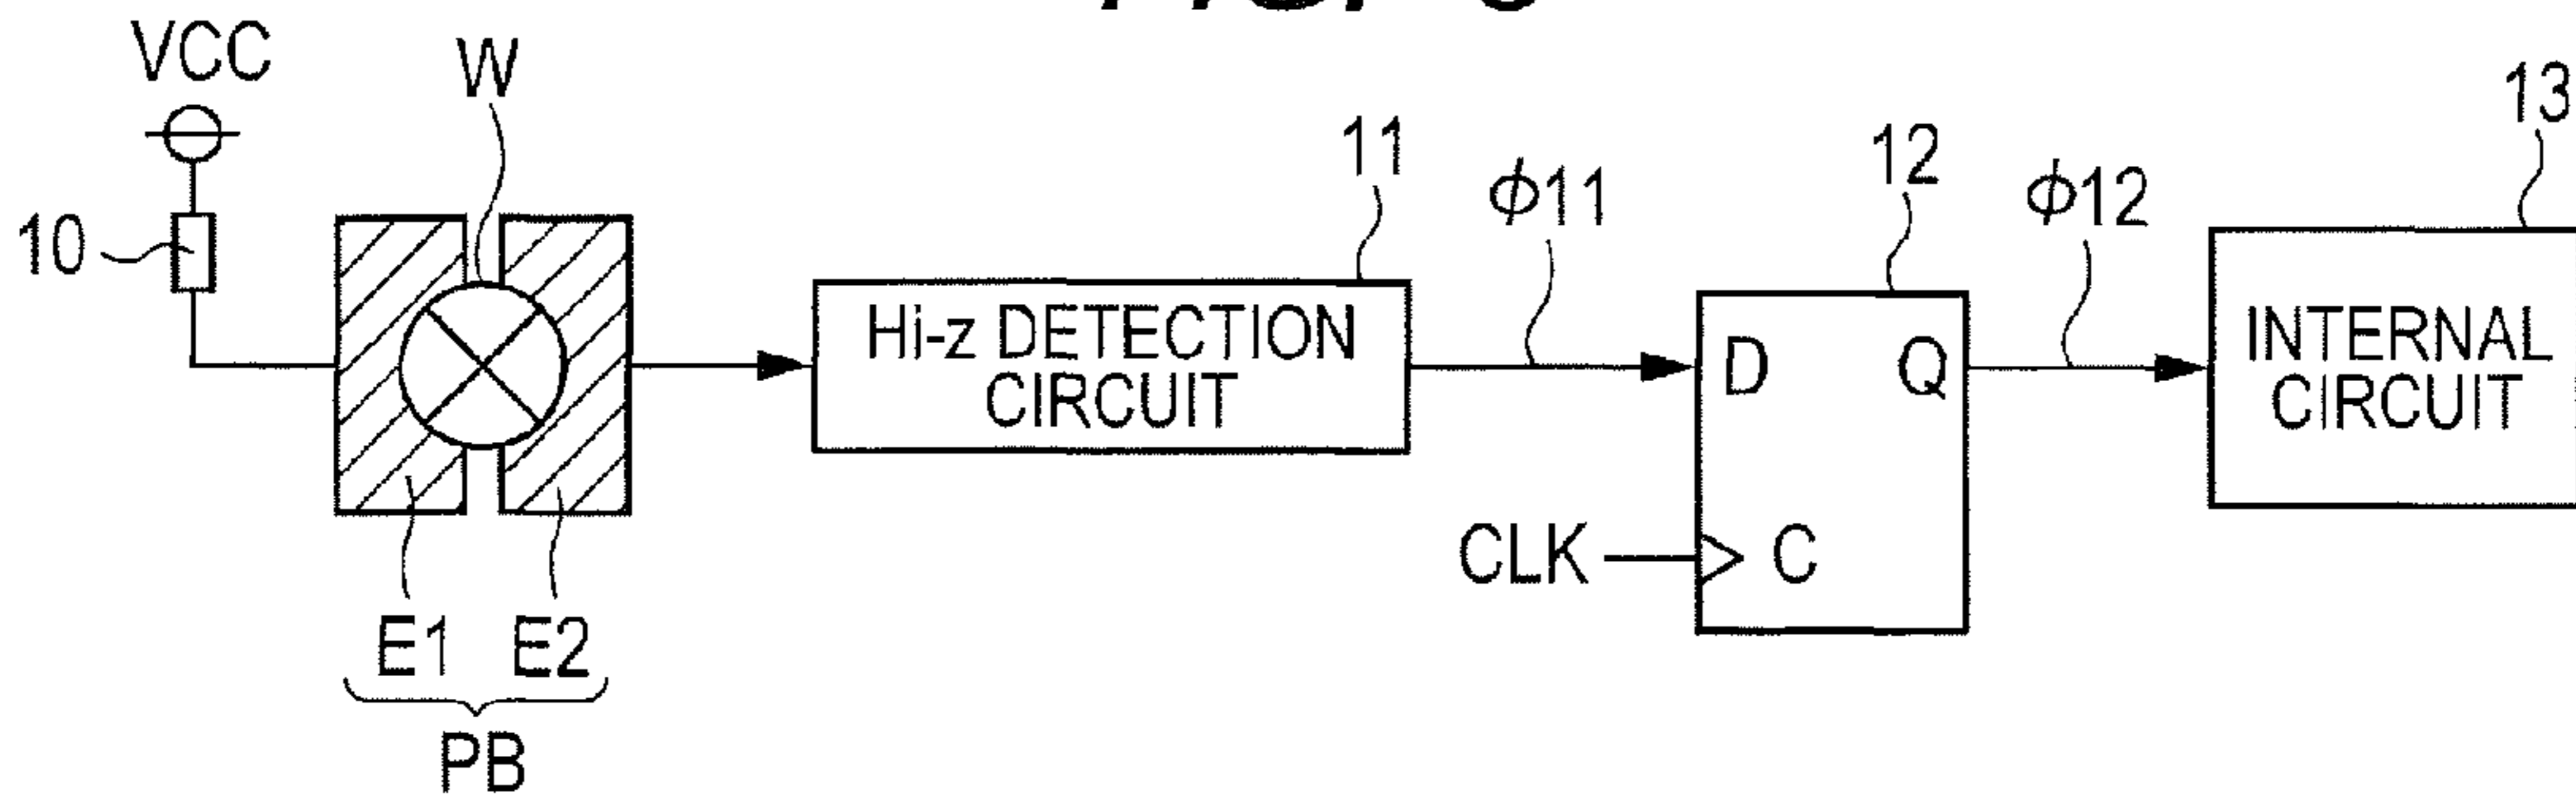 VCC
W
10
11
ϕ11
12
ϕ12
13
Hi-z DETECTION
CIRCUIT
D
Q
INTERNAL
CIRCUIT
CLK
C
E1
E2
PB